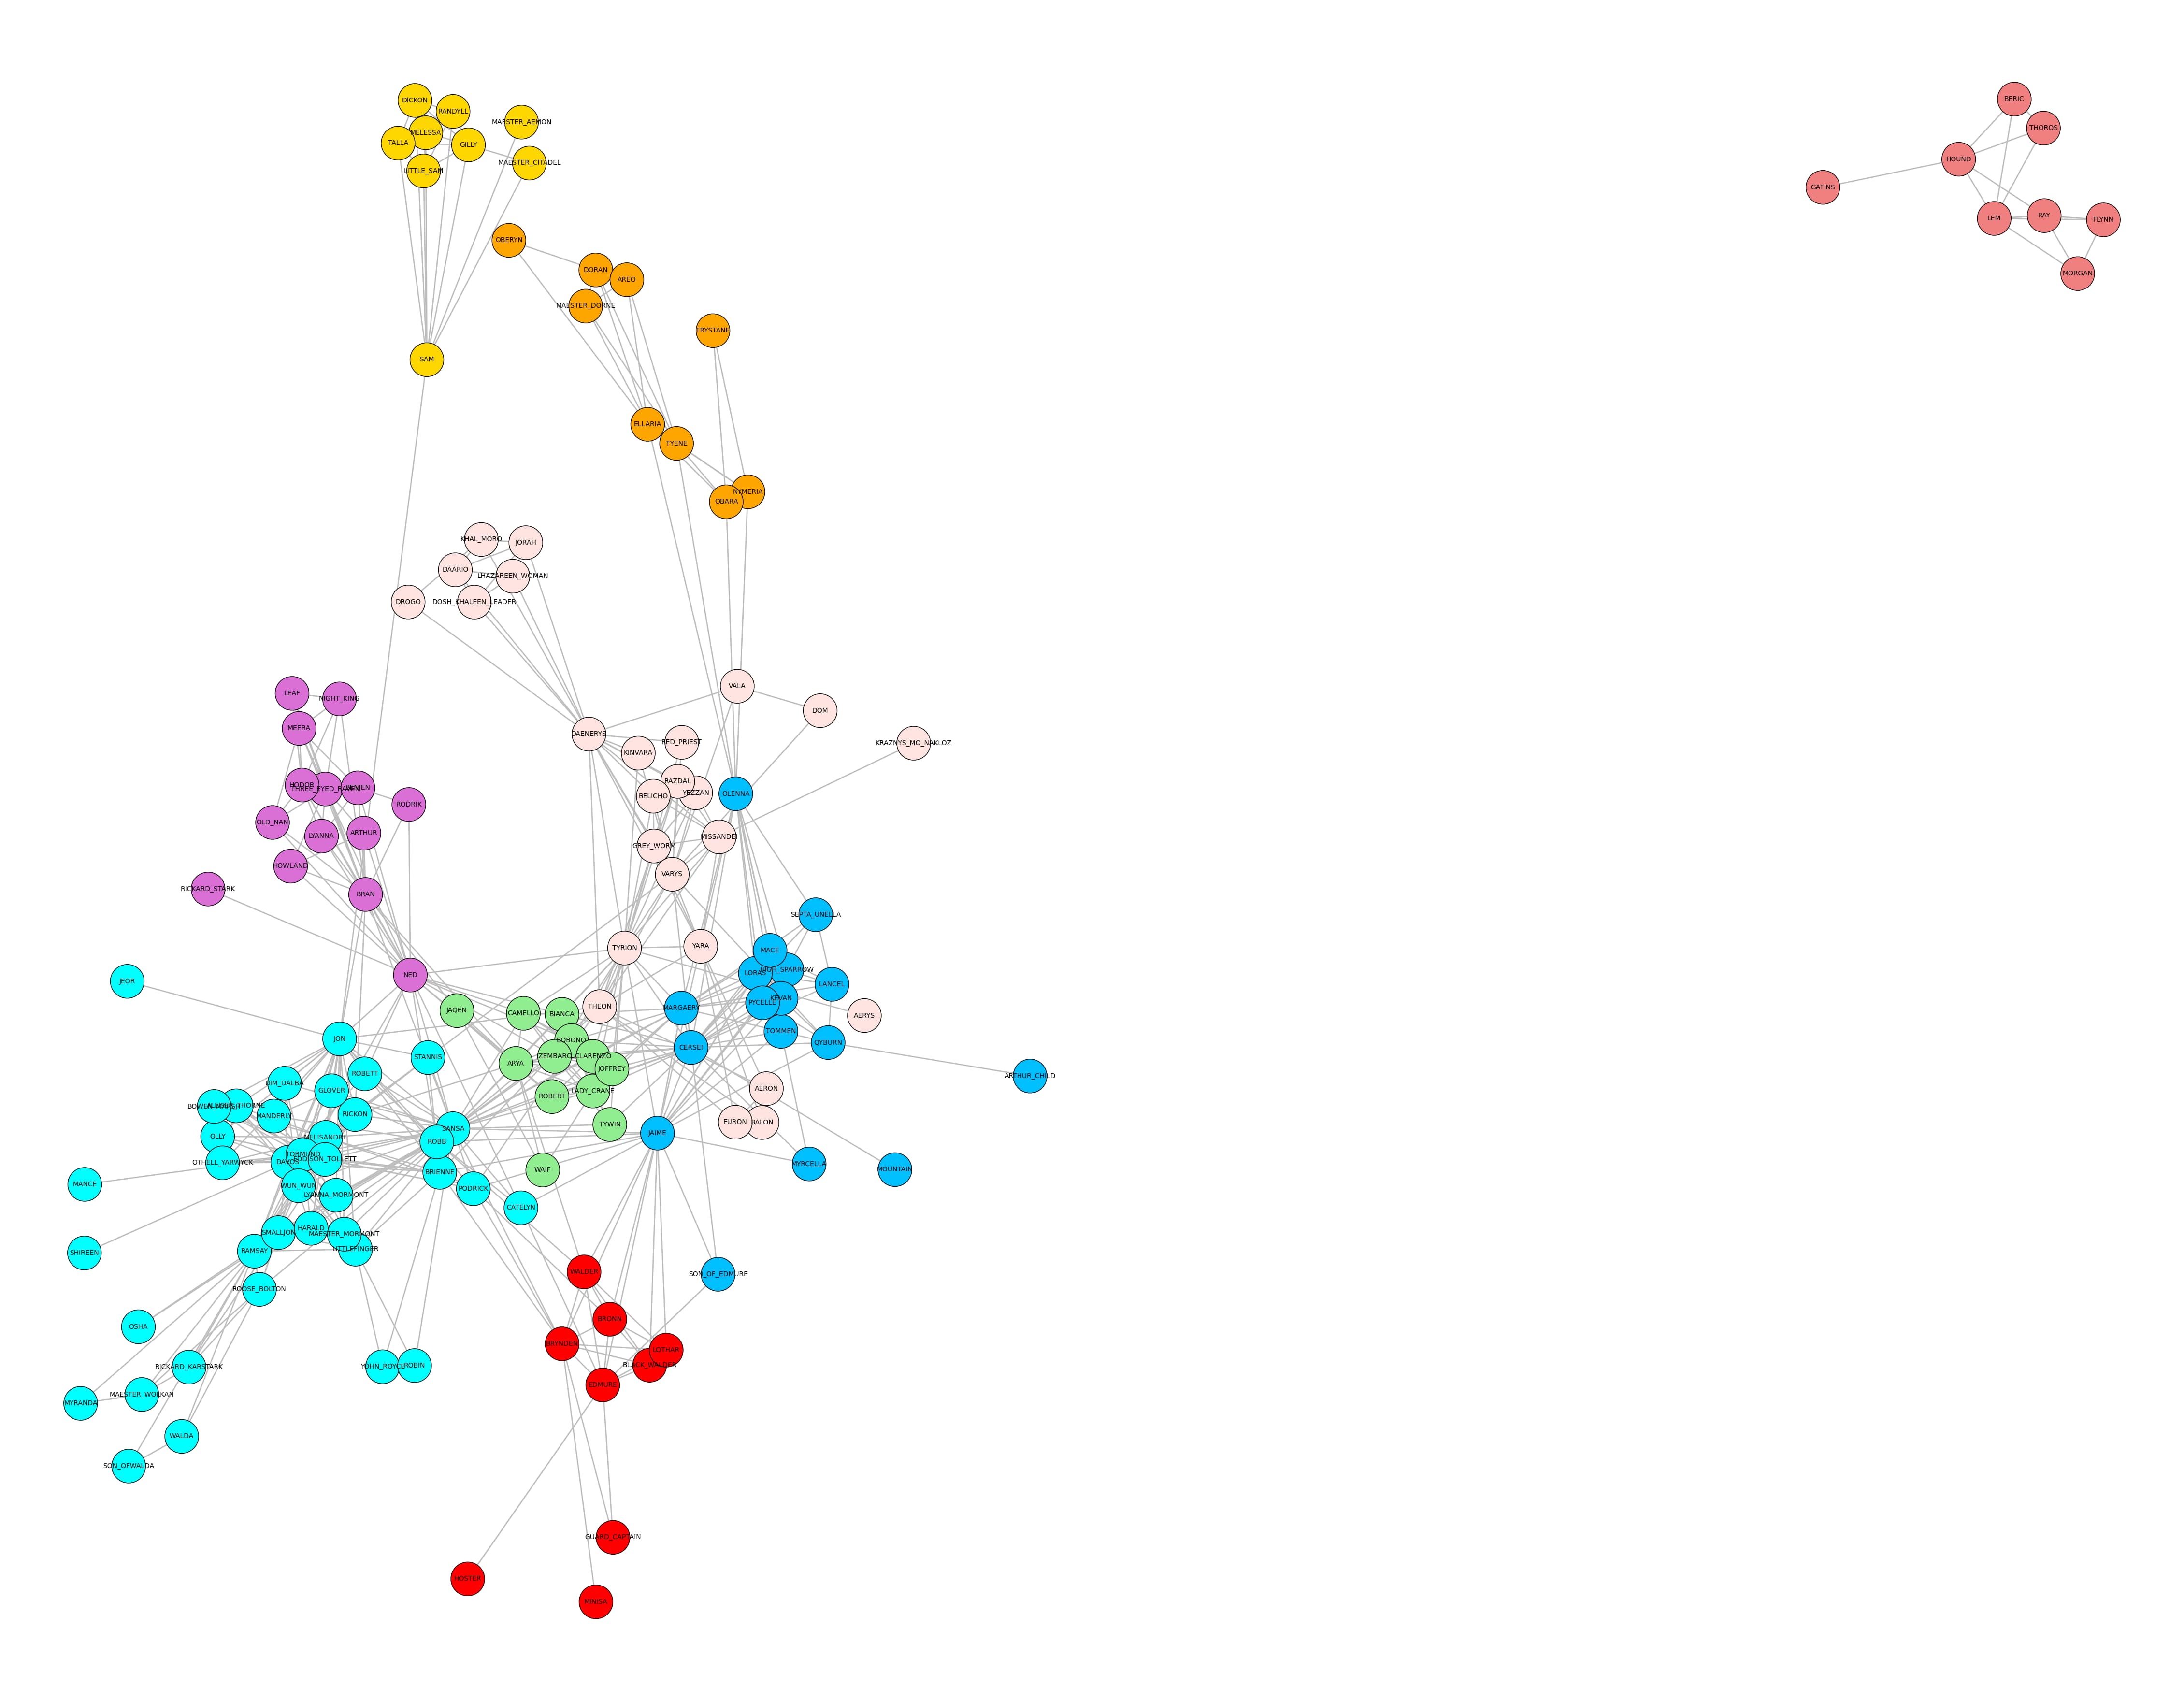 DICKON
BERIC
RANDYLL
MAESTER_AEMON
THOROS
MELESSA
TALLA
GILLY
HOUND
MAESTER_CITADEL
LITTLE_SAM
GATINS
RAY
LEM
FLYNN
OBERYN
DORAN
MORGAN
AREO
MAESTER_DORNE
TRYSTANE
SAM
ELLARIA
TYENE
NYMERIA
OBARA
KHAL_MORO
JORAH
DAARIO
LHAZAREEN_WOMAN
DROGO
DOSH_KHALEEN_LEADER
VALA
LEAF
NIGHT_KING
DOM
MEERA
DAENERYS
RED_PRIEST
KRAZNYS_MO_NAKLOZ
KINVARA
RAZDAL
HODOR
THREE_EYED_RAVEN
YEZZAN
OLENNA
BELICHO
RODRIK
OLD_NAN
ARTHUR
LYANNA
MISSANDEI
GREY_WORM
HOWLAND
VARYS
RICKARD_STARK
BRAN
SEPTA_UNELLA
YARA
TYRION
MACE
HIGH_SPARROW
LORAS
NED
JEOR
LANCEL
KEVAN
PYCELLE
THEON
MARGAERY
JAQEN
CAMELLO
BIANCA
AERYS
TOMMEN
JON
BOBONO
QYBURN
CERSEI
ZEMBARO
CLARENZO
STANNIS
ARYA
JOFFREY
ROBETT
ARTHUR_CHILD
DIM_DALBA
GLOVER
AERON
LADY_CRANE
ROBERT
MANDERLY
RICKON
EURON
BALON
TYWIN
SANSA
JAIME
OLLY
MELISANDRE
ROBB
TORMUND
EDDISON_TOLLETT
OTHELL_YARWYCK
DAVOS
MYRCELLA
MOUNTAIN
WAIF
BRIENNE
MANCE
WUN_WUN
PODRICK
LYANNA_MORMONT
CATELYN
HARALD
SMALLJON
MAESTER_MORMONT
LITTLEFINGER
RAMSAY
SHIREEN
WALDER
SON_OF_EDMURE
ROOSE_BOLTON
BRONN
OSHA
BRYNDEN
LOTHAR
BLACK_WALDER
YOHN_ROYCE
ROBIN
RICKARD_KARSTARK
EDMURE
MAESTER_WOLKAN
MYRANDA
WALDA
SON_OFWALDA
GUARD_CAPTAIN
HOSTER
MINISA